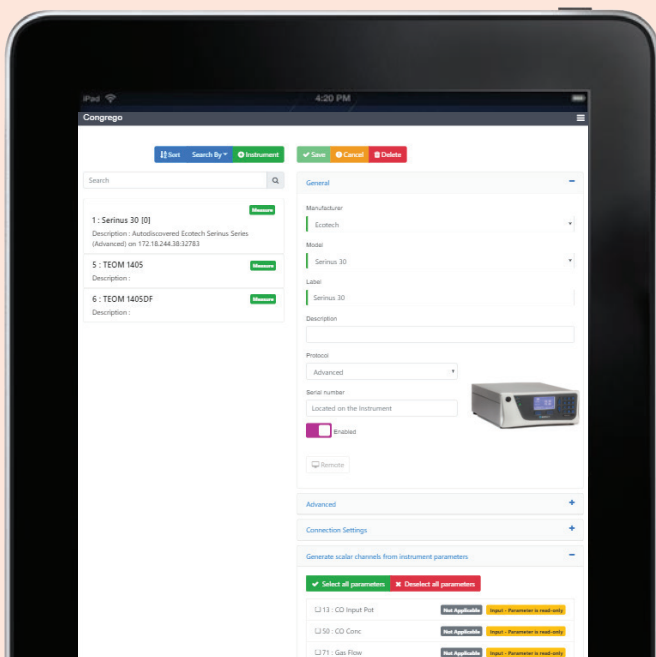 iPad
4:20 PM
Congrego
Sort Search By Instrument
Save Cancel Delete
Search
Measure
1 : Serinus 30 [0]
Description : Autodiscovered Ecotech Serinus Series
(Advanced) on 172.18.244.38:32783
5 : TEOM 1405 Measure
Description :
6 : TEOM 1405DF Measure
Description :
General
Manufacturer
Ecotech
Model
Serinus 30
Label
Serinus 30
Description
Protocol
Advanced
Serial number
Located on the Instrument
Enabled
Remote
Advanced
Connection Settings
Generate scalar channels from instrument parameters
Select all parameters Deselect all parameters
13 : CO Input Pot Not Applicable Input - Parameter is read-only
50 : CO Conc Not Applicable Input - Parameter is read-only
71 : Gas Flow Not Applicable Input - Parameter is read-only